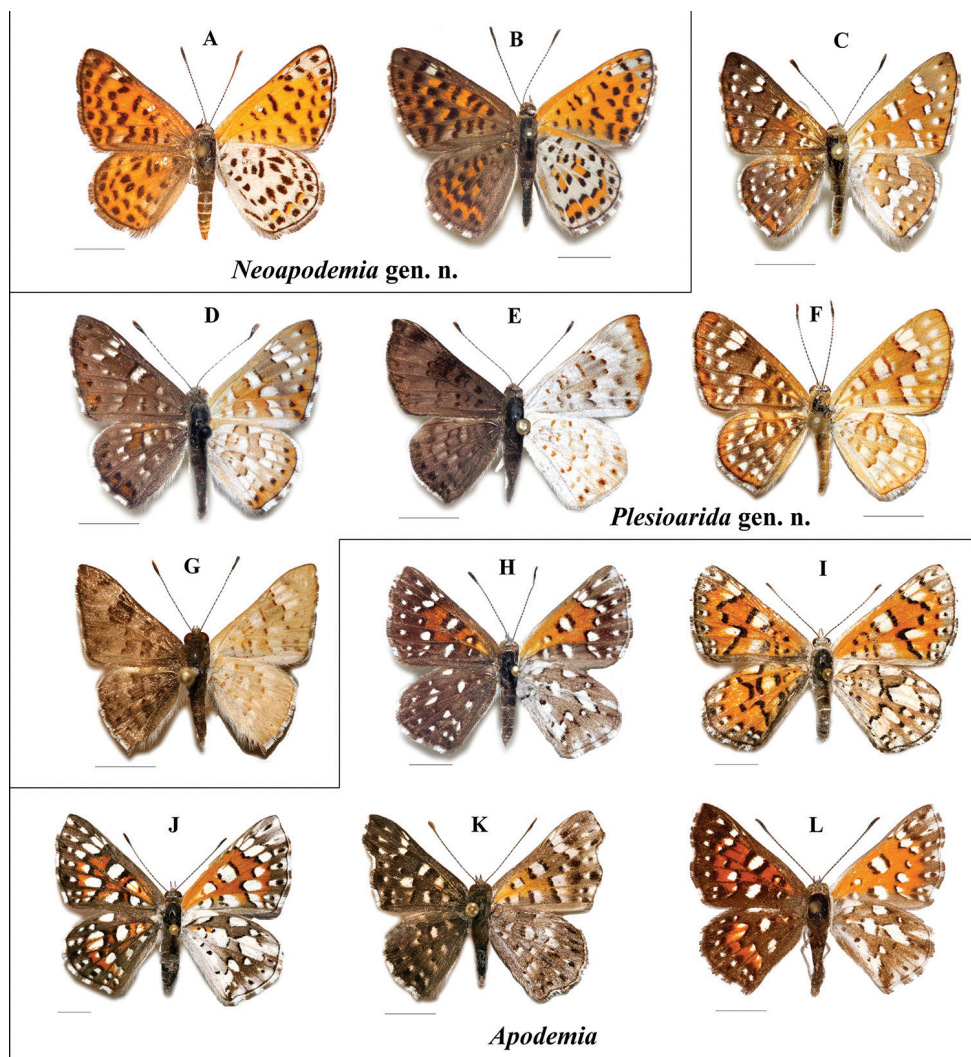 A
B
C
Neoapodemia gen. n.
D
E
F
Plesioarida gen. n.
G
H
I
J
K
L
Apodemia